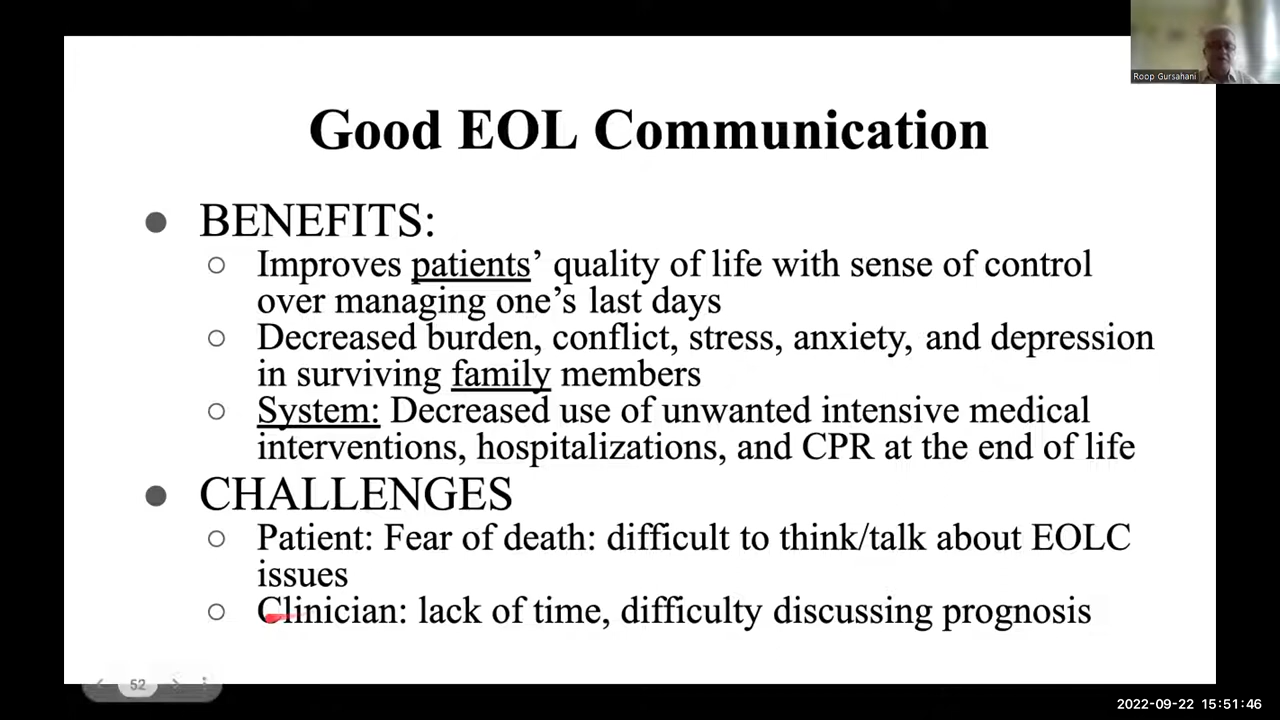 Roop Gursahani
Good EOL Communication
● BENEFITS:
○ Improves patients’ quality of life with sense of control
over managing one’s last days
○ Decreased burden, conflict, stress, anxiety, and depression
in surviving family members
○ System: Decreased use of unwanted intensive medical
interventions, hospitalizations, and CPR at the end of life
● CHALLENGES
○ Patient: Fear of death: difficult to think/talk about EOLC
issues
○ Clinician: lack of time, difficulty discussing prognosis
52
2022-09-22 15:51:46